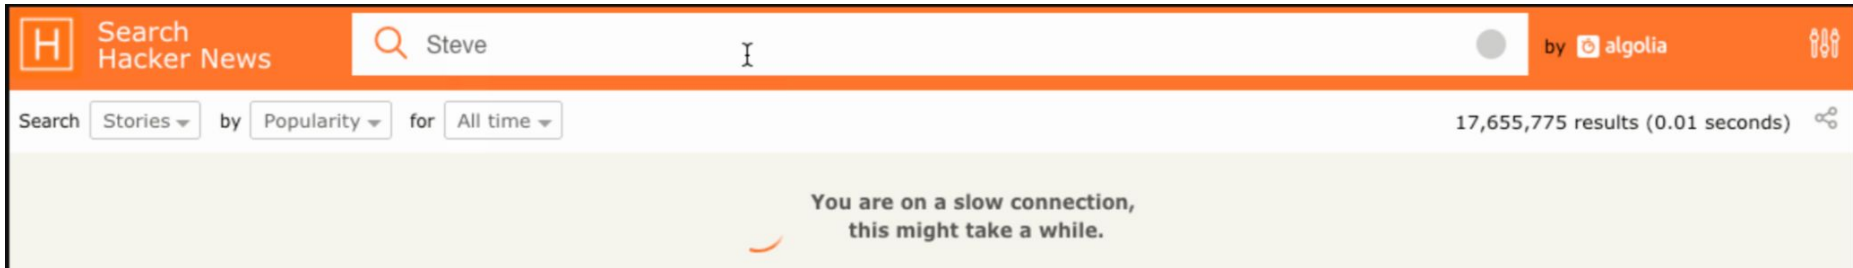 H
Search
Hacker News
Steve
by algolia
Search Stories by Popularity for All time
17,655,775 results (0.01 seconds)
You are on a slow connection,
this might take a while.